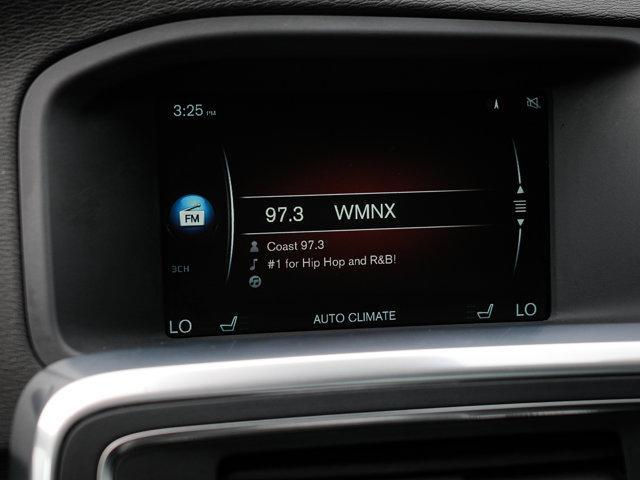 3:25 PM
FM
97.3 WMNX
Coast 97.3
#1 for Hip Hop and R&B!
3CH
LO AUTO CLIMATE LO